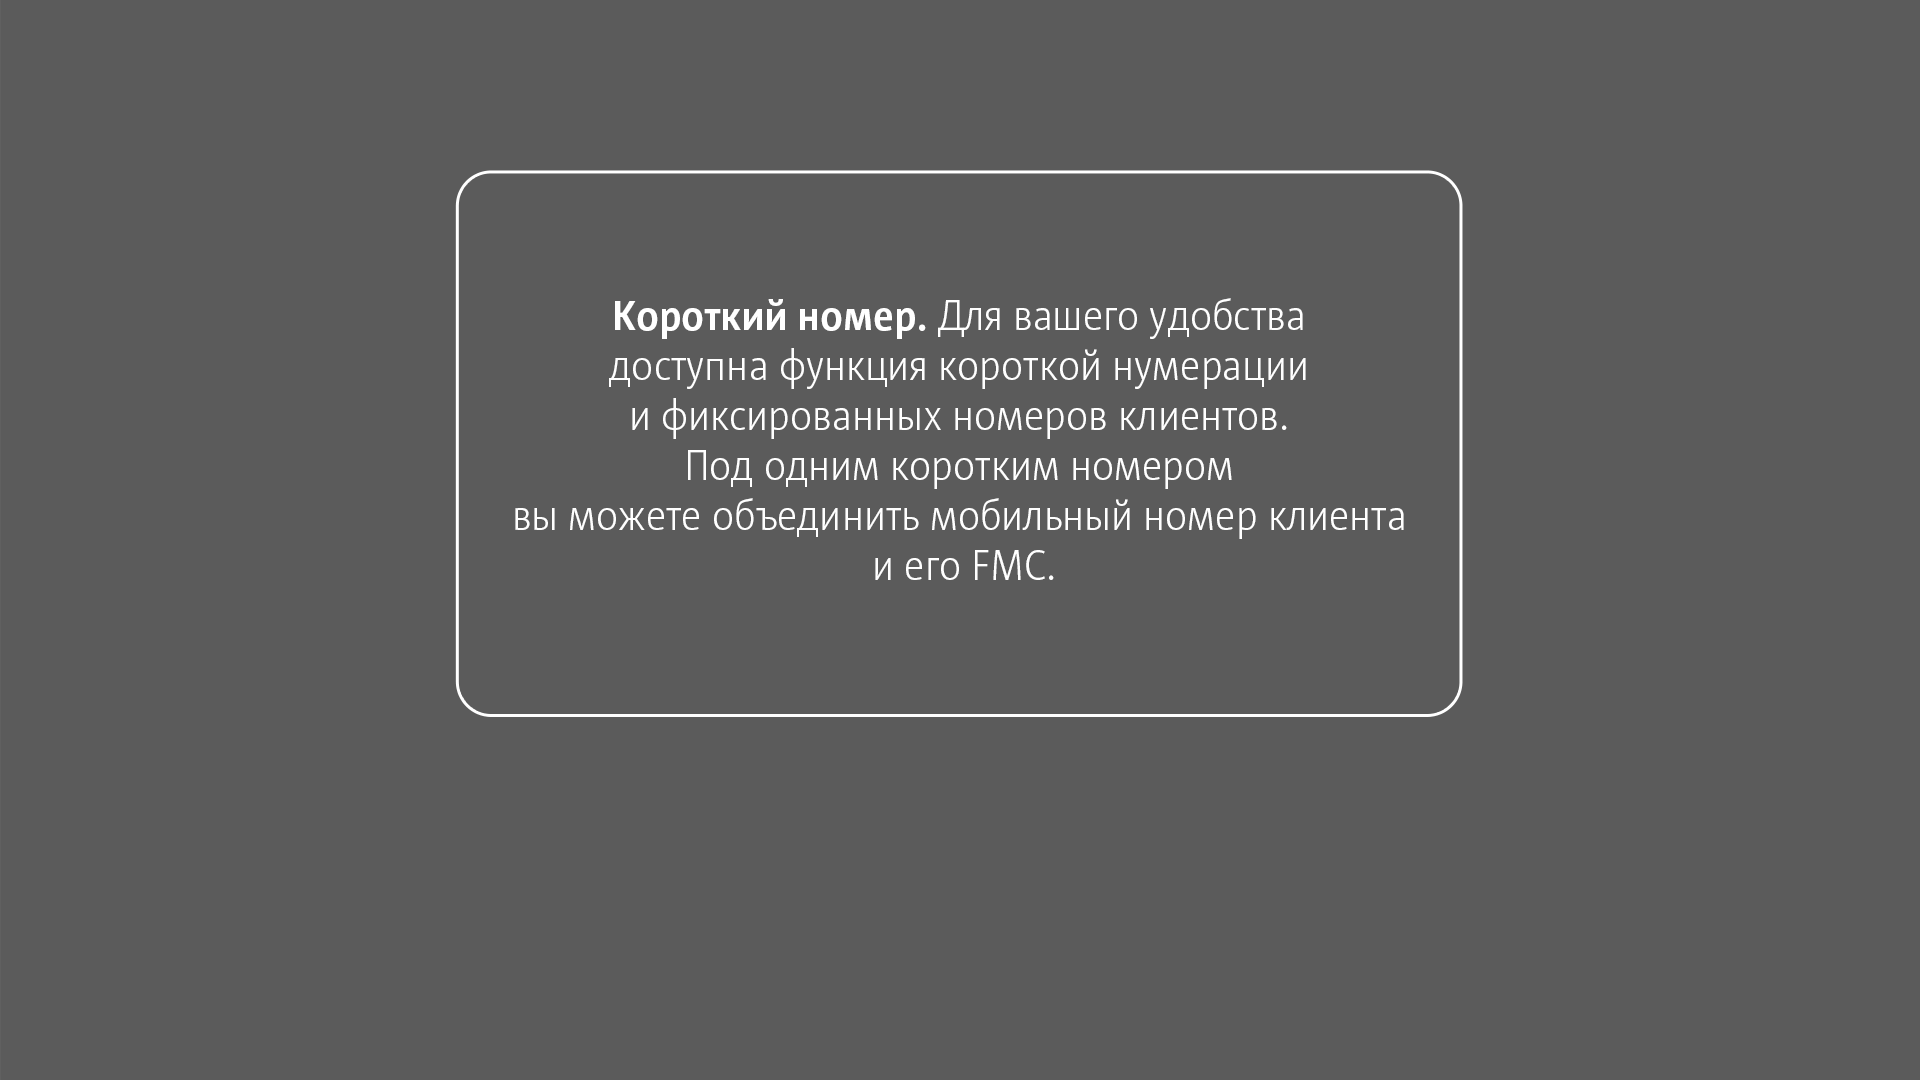 Короткий номер. Для вашего удобства
доступна функция короткой нумерации
и фиксированных номеров клиентов.
Под одним коротким номером
вы можете объединить мобильный номер клиента
и его FMC.